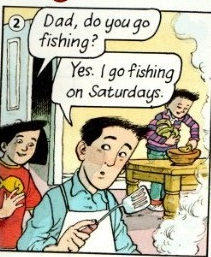 2
Dad, do you go
fishing?
Yes. I go fishing
on Saturdays.